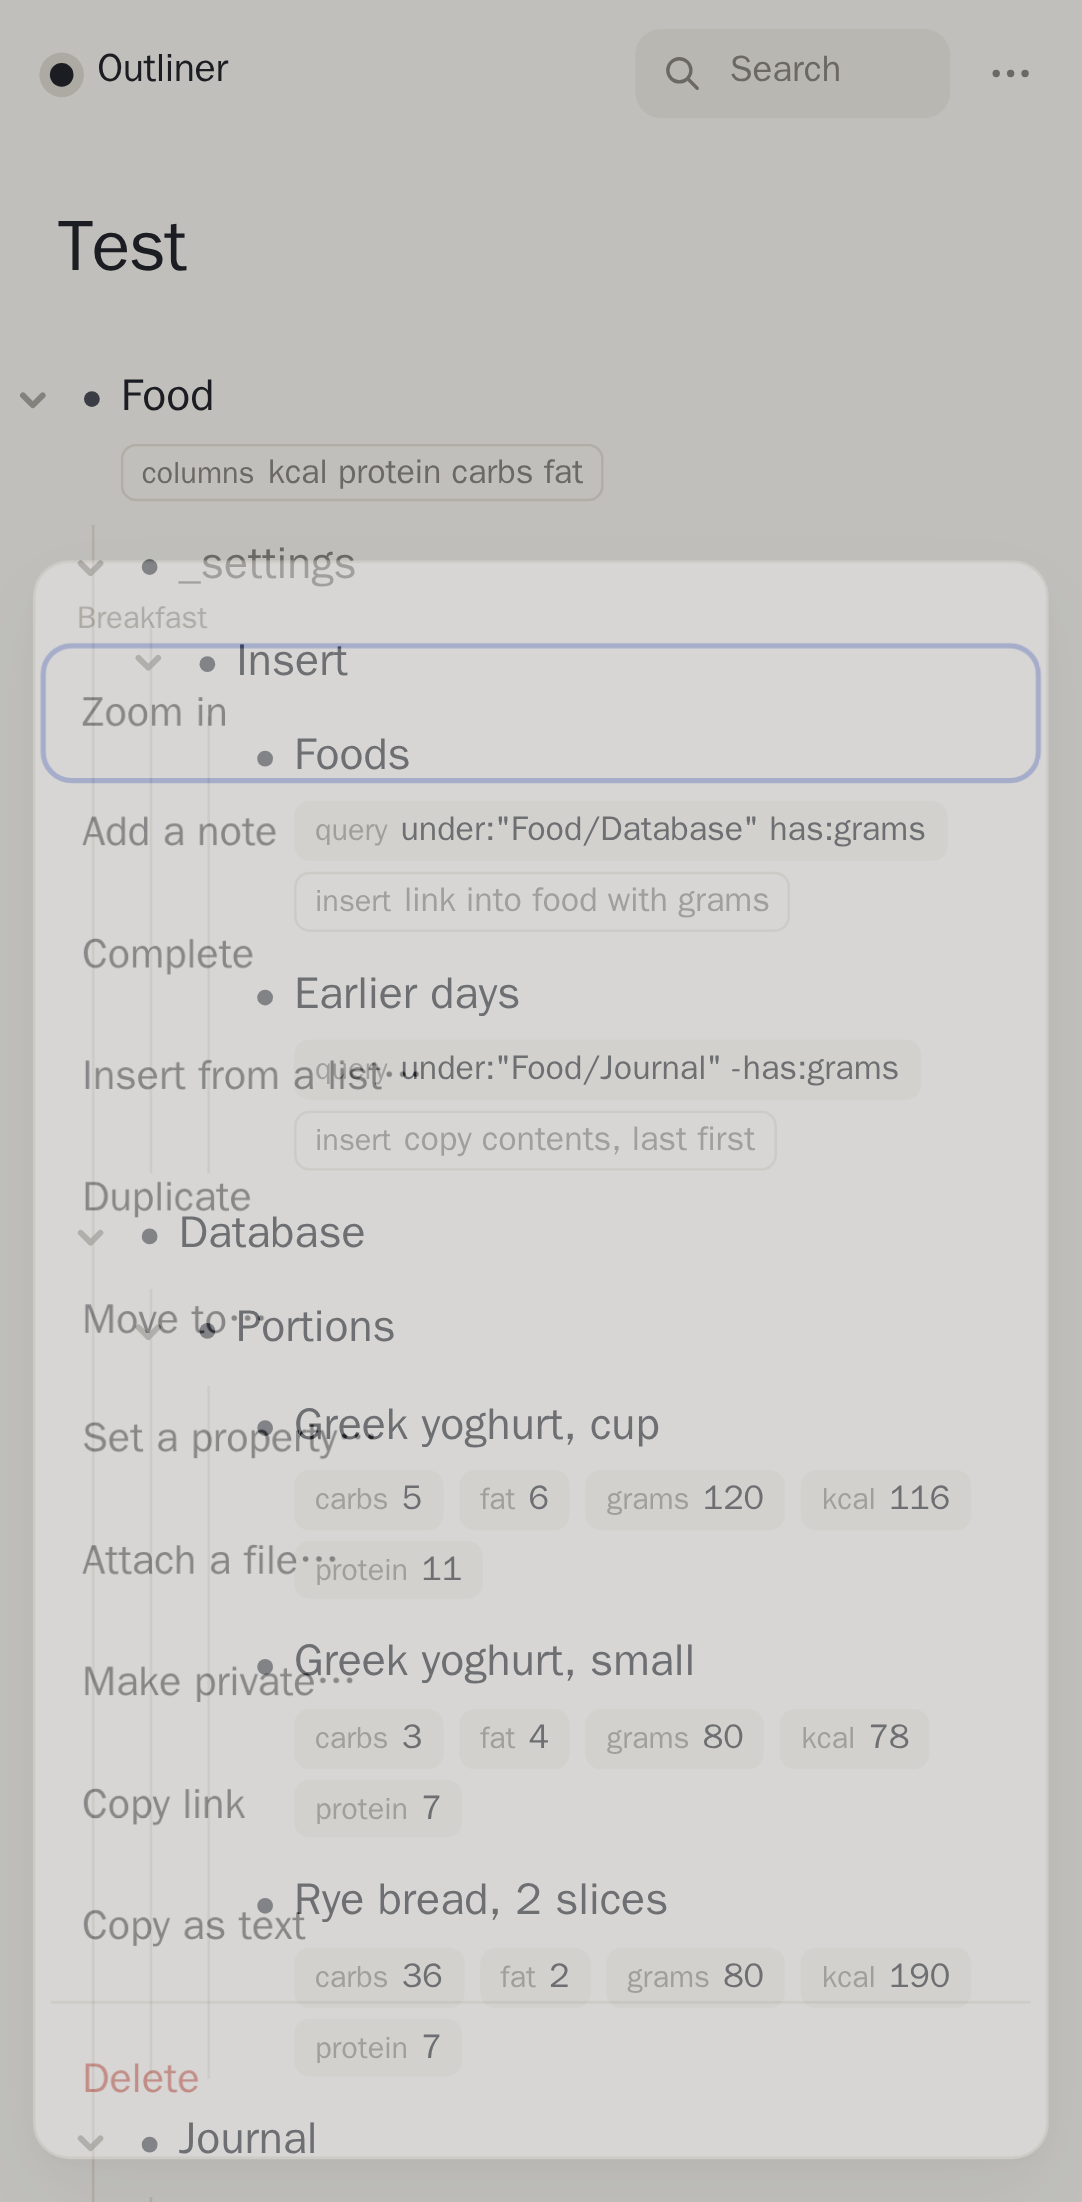 Outliner
Search
Test
Food
columns kcal protein carbs fat
_settings
Breakfast
Insert
Zoom in
Foods
Add a note
query under:"Food/Database" has:grams
insert link into food with grams
Complete
Earlier days
Insert from a list…
query under:"Food/Journal" -has:grams
insert copy contents, last first
Duplicate
Database
Move to…
Portions
Greek yoghurt, cup
Set a property…
carbs 5 fat 6 grams 120 kcal 116
Attach a file…
protein 11
Greek yoghurt, small
Make private…
carbs 3 fat 4 grams 80 kcal 78
Copy link
protein 7
Rye bread, 2 slices
Copy as text
carbs 36 fat 2 grams 80 kcal 190
protein 7
Delete
Journal